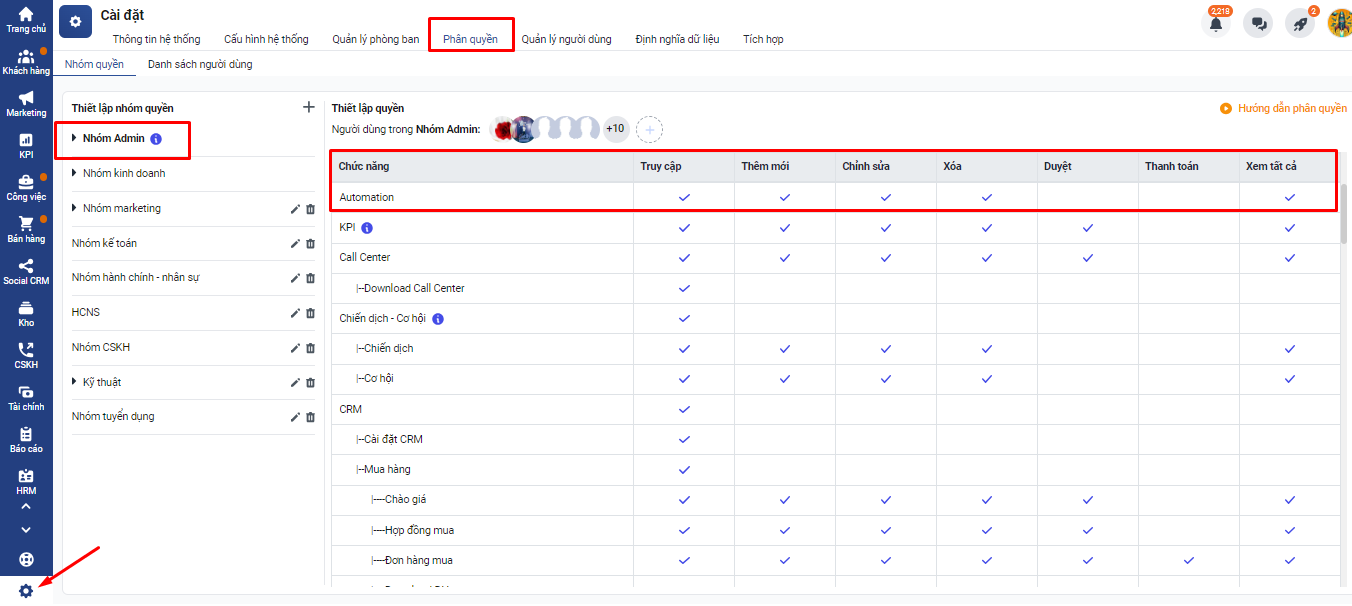 Trang chủ
Khách hàng
Marketing
KPI
Công việc
Bán hàng
Social CRM
Kho
CSKH
Tài chính
Báo cáo
HRM
Cài đặt
Thông tin hệ thống Cấu hình hệ thống Quản lý phòng ban Phân quyền Quản lý người dùng Định nghĩa dữ liệu Tích hợp
2,218
2
Nhóm quyền Danh sách người dùng
Thiết lập nhóm quyền
Nhóm Admin
Nhóm kinh doanh
Nhóm marketing
Nhóm kế toán
Nhóm hành chính - nhân sự
HCNS
Nhóm CSKH
Kỹ thuật
Nhóm tuyển dụng
Thiết lập quyền
Hướng dẫn phân quyền
Người dùng trong Nhóm Admin: +10
Chức năng Truy cập Thêm mới Chỉnh sửa Xóa Duyệt Thanh toán Xem tất cả
Automation
KPI
Call Center
|--Download Call Center
Chiến dịch - Cơ hội
|--Chiến dịch
|--Cơ hội
CRM
|--Cài đặt CRM
|--Mua hàng
|----Chào giá
|----Hợp đồng mua
|----Đơn hàng mua